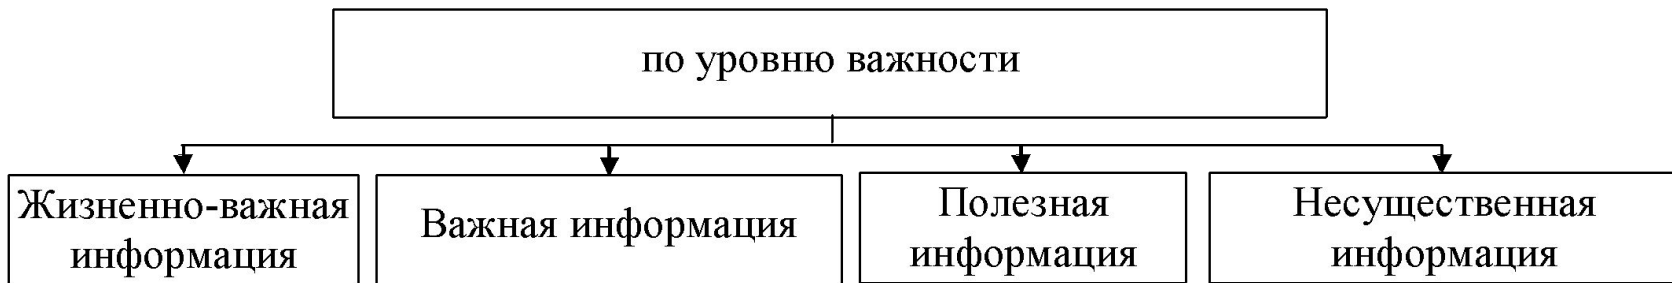 по уровню важности
Жизненно-важная
информация
Важная информация
Полезная
информация
Несущественная
информация